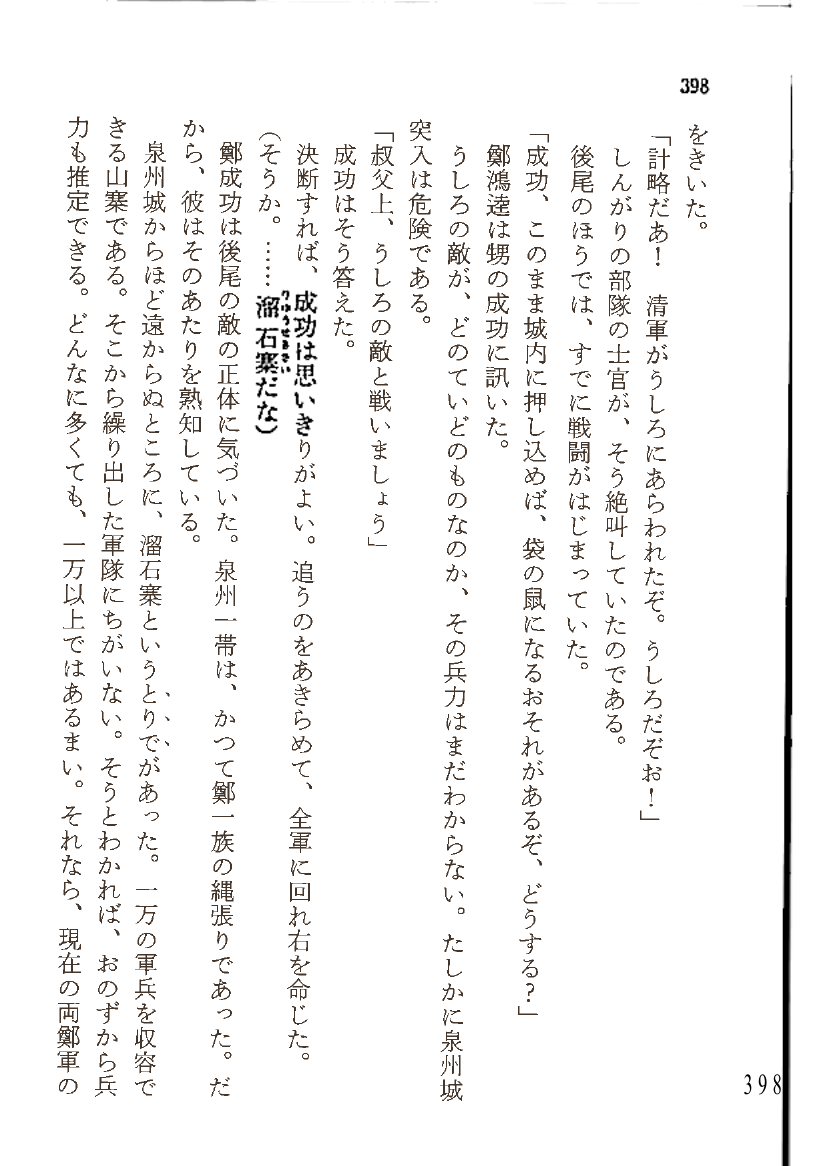 398
をきいた。
「計略だあ！　清軍がうしろにあらわれたぞ。うしろだぞお！」
しんがりの部隊の士官が、そう絶叫していたのである。
後尾のほうでは、すでに戦闘がはじまっていた。
「成功、このまま城内に押し込めば、袋の鼠になるおそれがあるぞ、どうする？」
鄭鴻逵は甥の成功に訊いた。
うしろの敵が、どのていどのものなのか、その兵力はまだわからない。たしかに泉州城
突入は危険である。
「叔父上、うしろの敵と戦いましょう」
成功はそう答えた。
決断すれば、成功は思いきりがよい。追うのをあきらめて、全軍に回れ右を命じた。
（そうか。……溜石寨だな）
りゅうせきさい
鄭成功は後尾の敵の正体に気づいた。泉州一帯は、かつて鄭一族の縄張りであった。だ
から、彼はそのあたりを熟知している。
泉州城からほど遠からぬところに、溜石寨というとりでがあった。一万の軍兵を収容で
きる山寨である。そこから繰り出した軍隊にちがいない。そうとわかれば、おのずから兵
力も推定できる。どんなに多くても、一万以上ではあるまい。それなら、現在の両鄭軍の
398